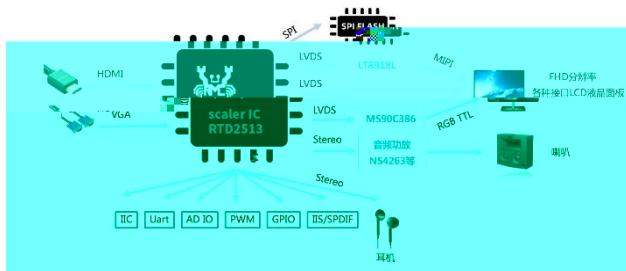 SPI
SPI FLASH
LVDS
LT8918L
MIPI
HDMI
LVDS
FHD分辨率
各种接口LCD液晶面板
VGA
scaler IC
RTD2513
LVDS
MS90C386
RGB TTL
Stereo
音频功放
NS4263等
喇叭
Stereo
IIC
Uart
AD IO
PWM
GPIO
IIS/SPDIF
耳机